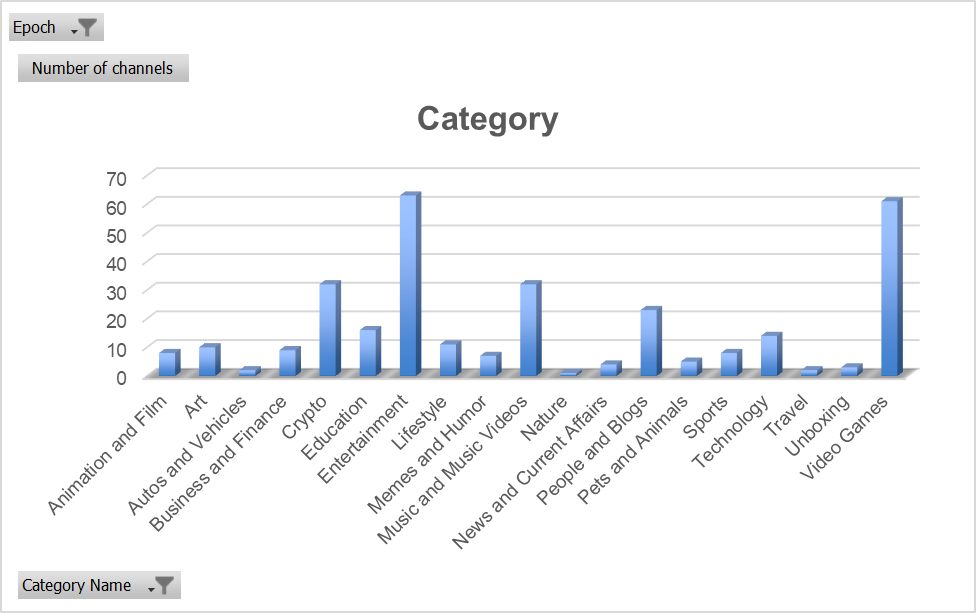 Epoch
Number of channels
Category
70
60
50
40
30
20
10
0
Animation and Film
Art
Autos and Vehicles
Business and Finance
Crypto
Education
Entertainment
Lifestyle
Memes and Humor
Music and Music Videos
Nature
News and Current Affairs
People and Blogs
Pets and Animals
Sports
Technology
Travel
Unboxing
Video Games
Category Name